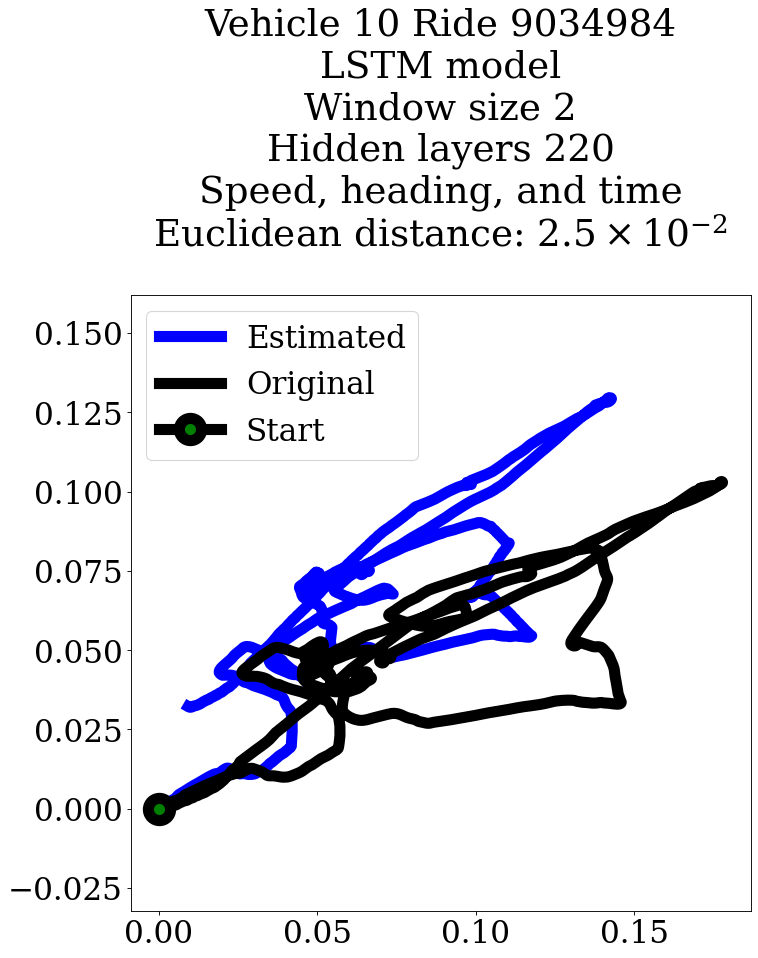 Vehicle 10 Ride 9034984
LSTM model
Window size 2
Hidden layers 220
Speed, heading, and time
Euclidean distance: 2.5 × 10⁻²
Estimated
Original
Start
0.150
0.125
0.100
0.075
0.050
0.025
0.000
−0.025
0.00 0.05 0.10 0.15